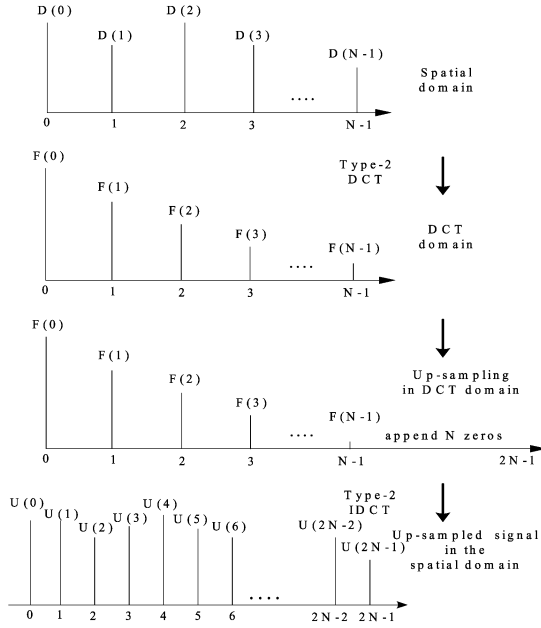 D(0)
D(1)
D(2)
D(3)
D(N-1)
....
Spatial
domain
0 1 2 3 N-1
Type-2
DCT
F(0)
F(1)
F(2)
F(3)
F(N-1)
....
DCT
domain
0 1 2 3 N-1
F(0)
F(1)
F(2)
F(3)
F(N-1)
....
Up-sampling
in DCT domain
append N zeros
0 1 2 3 N-1 2N-1
Type-2
IDCT
U(0)
U(1)
U(2)
U(3)
U(4)
U(5)
U(6)
U(2N-2)
U(2N-1)
....
Up-sampled signal
in the
spatial domain
0 1 2 3 4 5 6 2N-2 2N-1